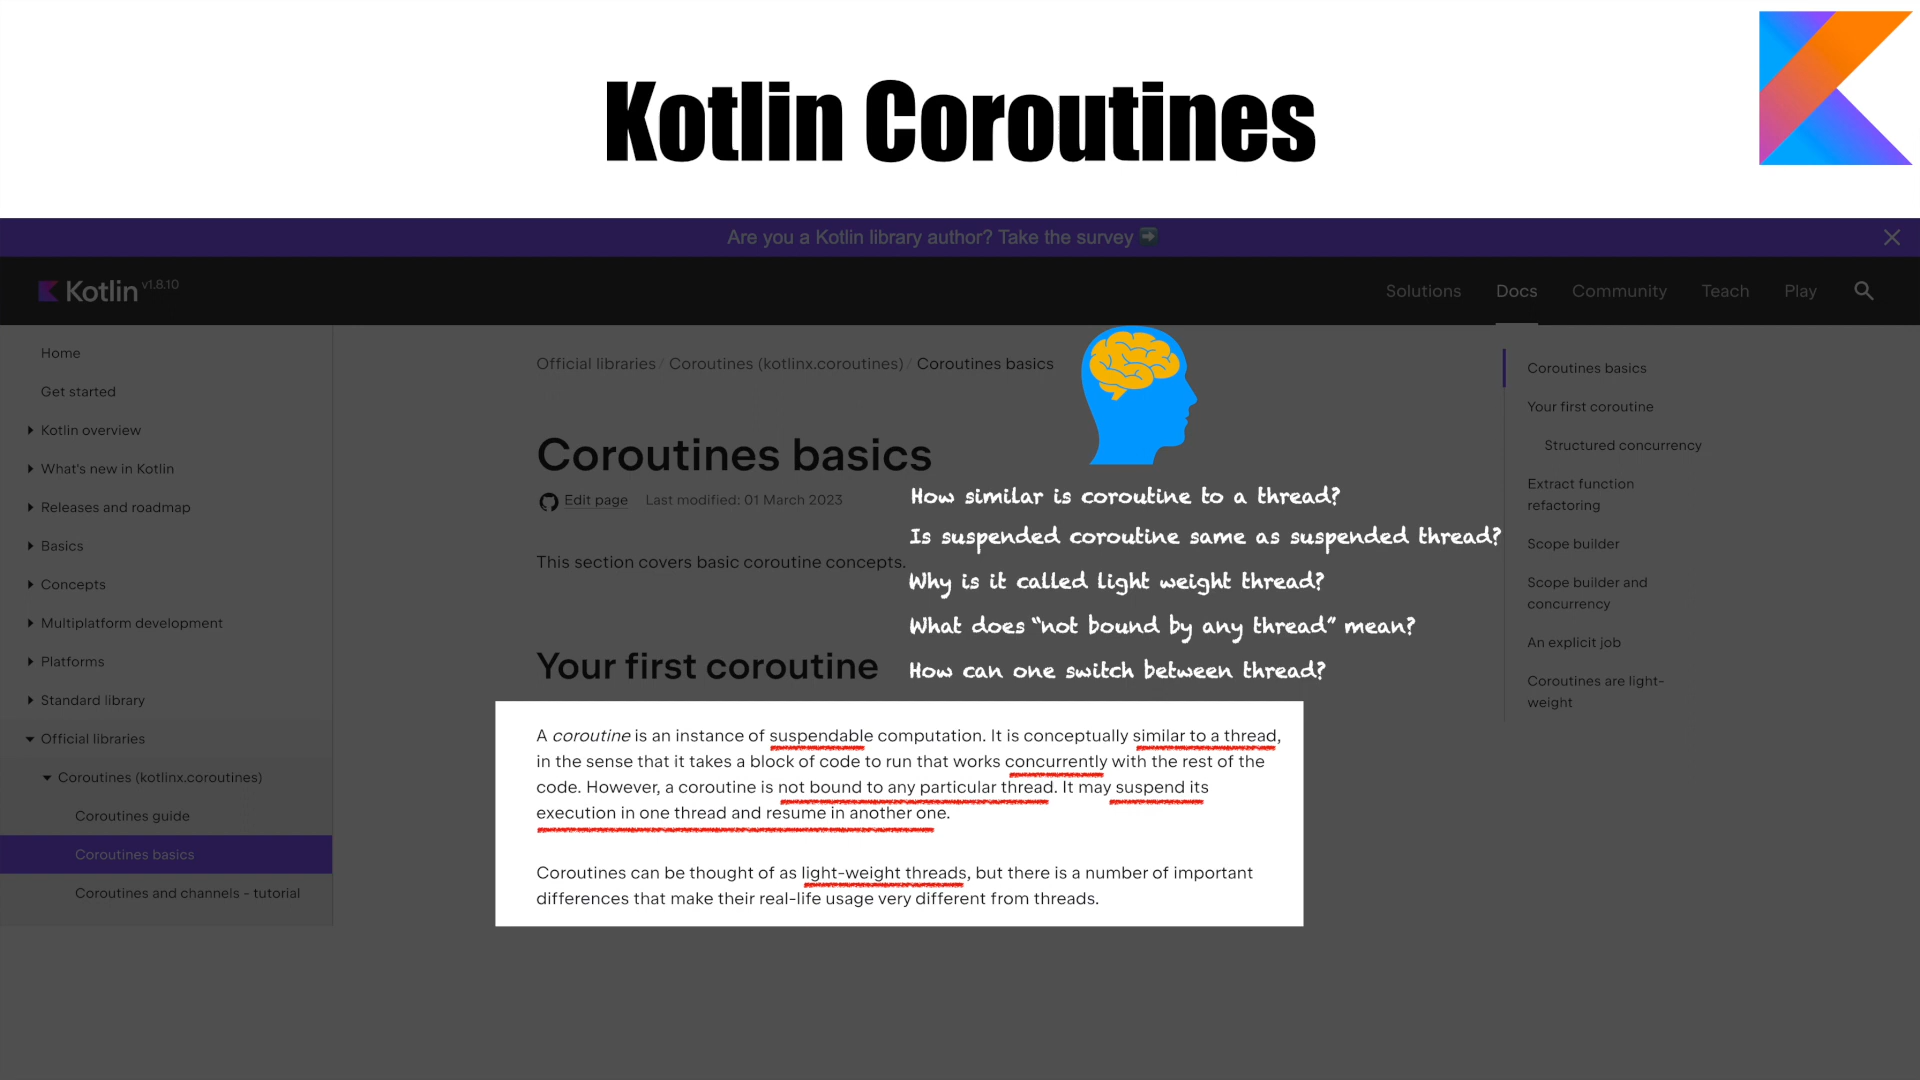 Kotlin Coroutines
Are you a Kotlin library author? Take the survey ➡
Kotlin v1.8.10
Solutions
Docs
Community
Teach
Play
Home
Get started
Kotlin overview
What's new in Kotlin
Releases and roadmap
Basics
Concepts
Multiplatform development
Platforms
Standard library
Official libraries
Coroutines (kotlinx.coroutines)
Coroutines guide
Coroutines basics
Coroutines and channels - tutorial
Official libraries / Coroutines (kotlinx.coroutines) / Coroutines basics
Coroutines basics
Edit page Last modified: 01 March 2023
This section covers basic coroutine concepts.
How similar is coroutine to a thread?
Is suspended coroutine same as suspended thread?
Why is it called light weight thread?
What does “not bound by any thread” mean?
How can one switch between thread?
Your first coroutine
A coroutine is an instance of suspendable computation. It is conceptually similar to a thread,
in the sense that it takes a block of code to run that works concurrently with the rest of the
code. However, a coroutine is not bound to any particular thread. It may suspend its
execution in one thread and resume in another one.
Coroutines can be thought of as light-weight threads, but there is a number of important
differences that make their real-life usage very different from threads.
Coroutines basics
Your first coroutine
Structured concurrency
Extract function
refactoring
Scope builder
Scope builder and
concurrency
An explicit job
Coroutines are light-
weight